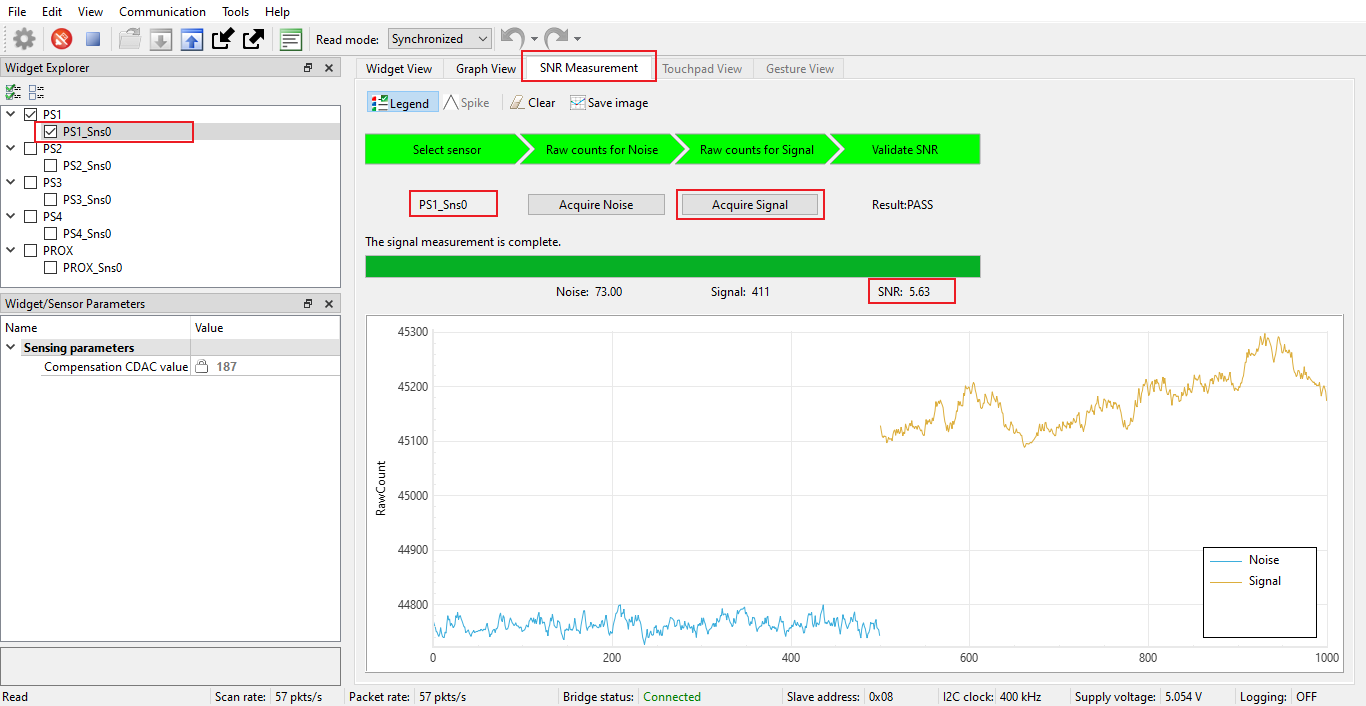 File Edit View Communication Tools Help
Read mode: Synchronized
Widget Explorer
PS1
PS1_Sns0
PS2
PS2_Sns0
PS3
PS3_Sns0
PS4
PS4_Sns0
PROX
PROX_Sns0
Widget/Sensor Parameters
Name Value
Sensing parameters
Compensation CDAC value 187
Widget View Graph View SNR Measurement Touchpad View Gesture View
Legend Spike Clear Save image
Select sensor Raw counts for Noise Raw counts for Signal Validate SNR
PS1_Sns0 Acquire Noise Acquire Signal Result:PASS
The signal measurement is complete.
Noise: 73.00 Signal: 411 SNR: 5.63
45300
45200
45100
45000
44900
44800
RawCount
Noise
Signal
0 200 400 600 800 1000
Read Scan rate: 57 pkts/s Packet rate: 57 pkts/s Bridge status: Connected Slave address: 0x08 I2C clock: 400 kHz Supply voltage: 5.054 V Logging: OFF